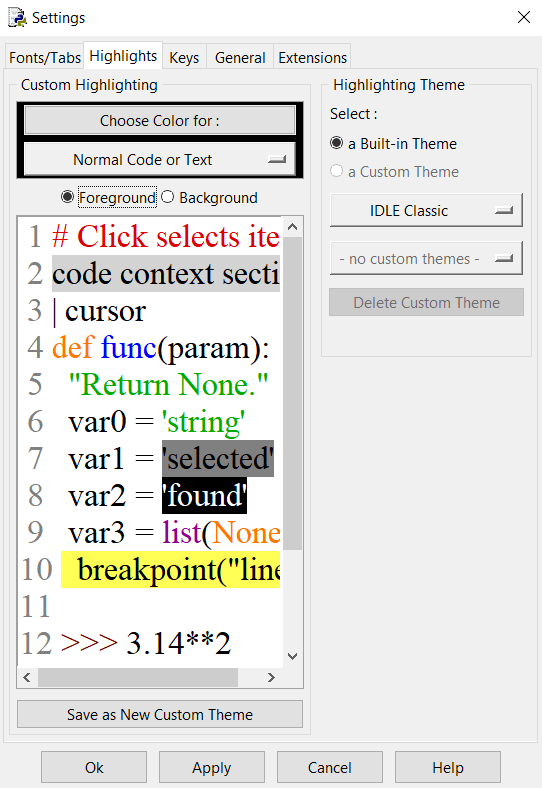 Settings
Fonts/Tabs Highlights Keys General Extensions
Custom Highlighting
Choose Color for :
Normal Code or Text
Foreground Background
1 # Click selects ite
2 code context secti
3 | cursor
4 def func(param):
5 "Return None."
6 var0 = 'string'
7 var1 = 'selected'
8 var2 = 'found'
9 var3 = list(None
10 breakpoint("line
11
12 >>> 3.14**2
Save as New Custom Theme
Highlighting Theme
Select :
a Built-in Theme
a Custom Theme
IDLE Classic
- no custom themes -
Delete Custom Theme
Ok Apply Cancel Help